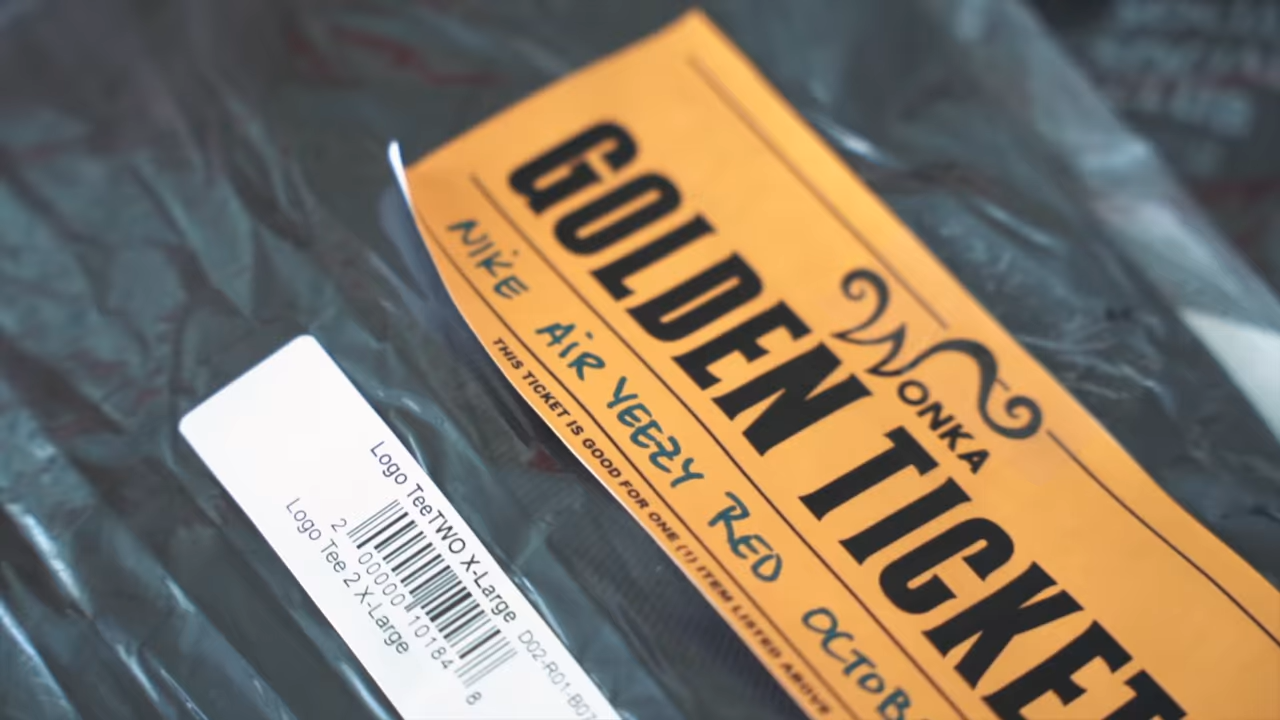 WONKA
GOLDEN TICKET
NIKE AIR YEEZY RED OCTOB
THIS TICKET IS GOOD FOR ONE (1) ITEM LISTED ABOVE
Logo TeeTWO X-Large D02-R01-B01
2 00000 10184 8
Logo Tee 2 X-Large